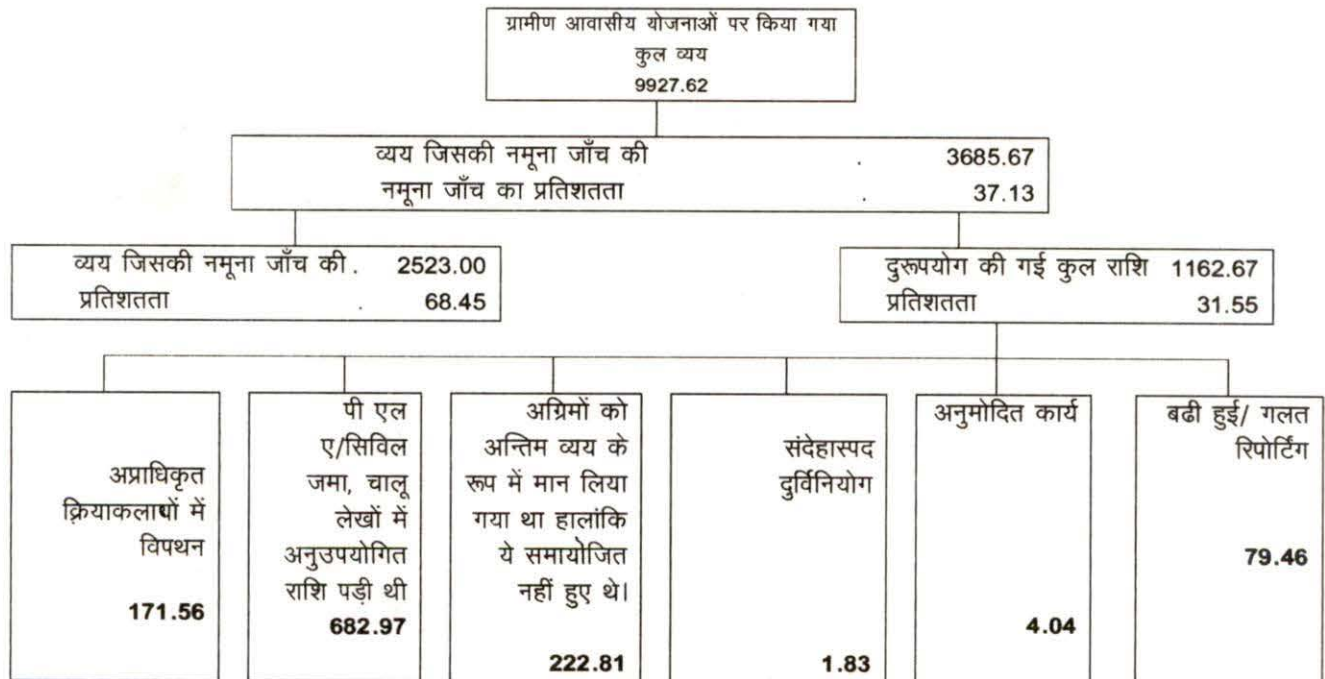 ग्रामीण आवासीय योजनाओं पर किया गया
कुल व्यय
9927.62
व्यय जिसकी नमूना जाँच की . 3685.67
नमूना जाँच का प्रतिशतता . 37.13
व्यय जिसकी नमूना जाँच की . 2523.00
प्रतिशतता . 68.45
दुरूपयोग की गई कुल राशि 1162.67
प्रतिशतता 31.55
अप्राधिकृत
क्रियाकलापों में
विपथन
171.56
पी एल
ए/सिविल
जमा, चालू
लेखों में
अनुउपयोगित
राशि पड़ी थी
682.97
अग्रिमों को
अन्तिम व्यय के
रूप में मान लिया
गया था हालांकि
ये समायोजित
नहीं हुए थे।
222.81
संदेहास्पद
दुर्विनियोग
1.83
अनुमोदित कार्य
4.04
बढी हुई/ गलत
रिपोर्टिंग
79.46